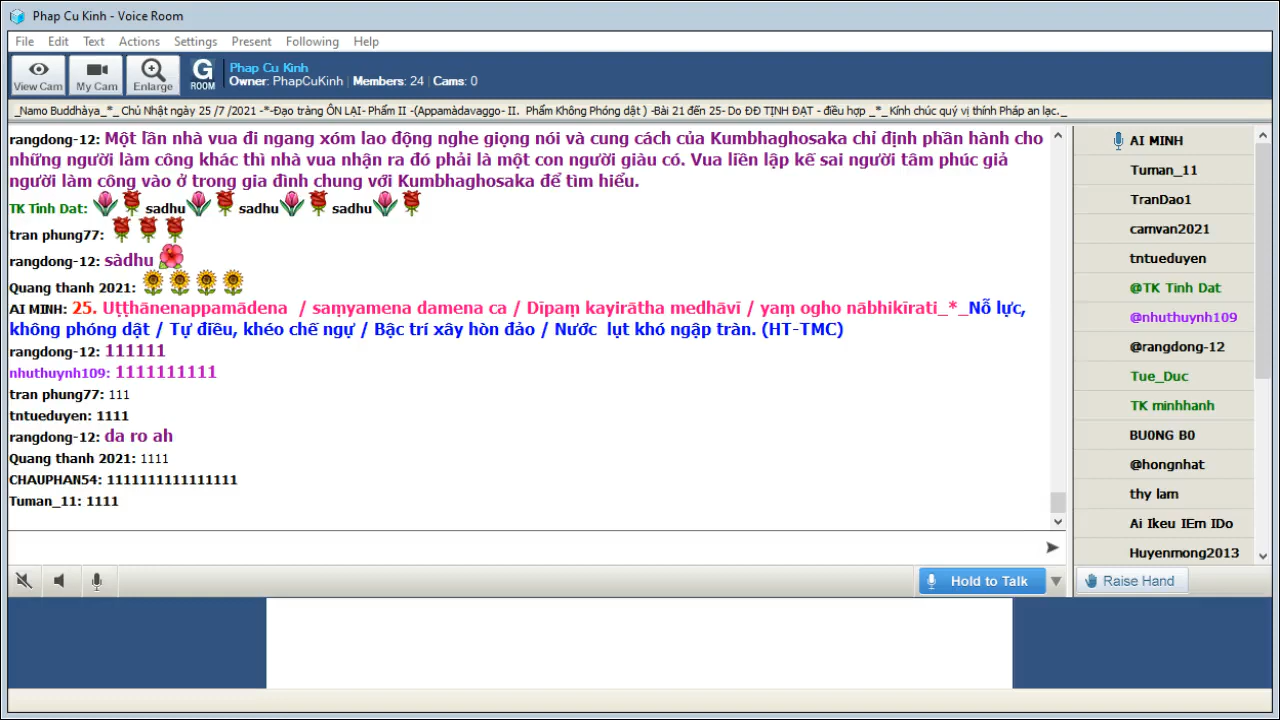 Phap Cu Kinh - Voice Room
File Edit Text Actions Settings Present Following Help
View Cam My Cam Enlarge G ROOM
Phap Cu Kinh
Owner: PhapCuKinh Members: 24 Cams: 0
_Namo Buddhàya_*_ Chủ Nhật ngày 25 /7 /2021 -*-Đạo tràng ÔN LẠI- Phẩm II -(Appamàdavaggo- II. Phẩm Không Phóng dật ) -Bài 21 đến 25- Do ĐĐ TỊNH ĐẠT - điều hợp _*_Kính chúc quý vị thính Pháp an lạc._
rangdong-12: Một lần nhà vua đi ngang xóm lao động nghe giọng nói và cung cách của Kumbhaghosaka chỉ định phần hành cho
những người làm công khác thì nhà vua nhận ra đó phải là một con người giàu có. Vua liên lập kế sai người tâm phúc giả
người làm công vào ở trong gia đình chung với Kumbhaghosaka để tìm hiểu.
TK Tinh Dat: sadhu sadhu sadhu
tran phung77:
rangdong-12: sàdhu
Quang thanh 2021:
AI MINH: 25. Uṭṭhānenappamādena / saṃyamena damena ca / Dīpaṃ kayirātha medhāvī / yaṃ ogho nābhikīrati_*_Nỗ lực,
không phóng dật / Tự điều, khéo chế ngự / Bậc trí xây hòn đảo / Nước lụt khó ngập tràn. (HT-TMC)
rangdong-12: 111111
nhuthuynh109: 1111111111
tran phung77: 111
tntueduyen: 1111
rangdong-12: da ro ah
Quang thanh 2021: 1111
CHAUPHAN54: 1111111111111111
Tuman_11: 1111
Hold to Talk
AI MINH
Tuman_11
TranDao1
camvan2021
tntueduyen
@TK Tinh Dat
@nhuthuynh109
@rangdong-12
Tue_Duc
TK minhhanh
BU0NG B0
@hongnhat
thy lam
Ai Ikeu IEm IDo
Huyenmong2013
Raise Hand